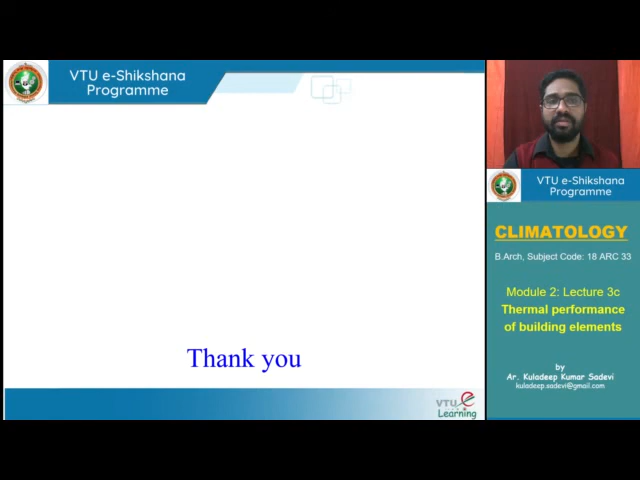 VTU e-Shikshana
Programme
Thank you
VTU
e
Learning
VTU e-Shikshana
Programme
CLIMATOLOGY
B.Arch, Subject Code: 18 ARC 33
Module 2: Lecture 3c
Thermal performance
of building elements
by
Ar. Kuladeep Kumar Sadevi
kuladeep.sadevi@gmail.com